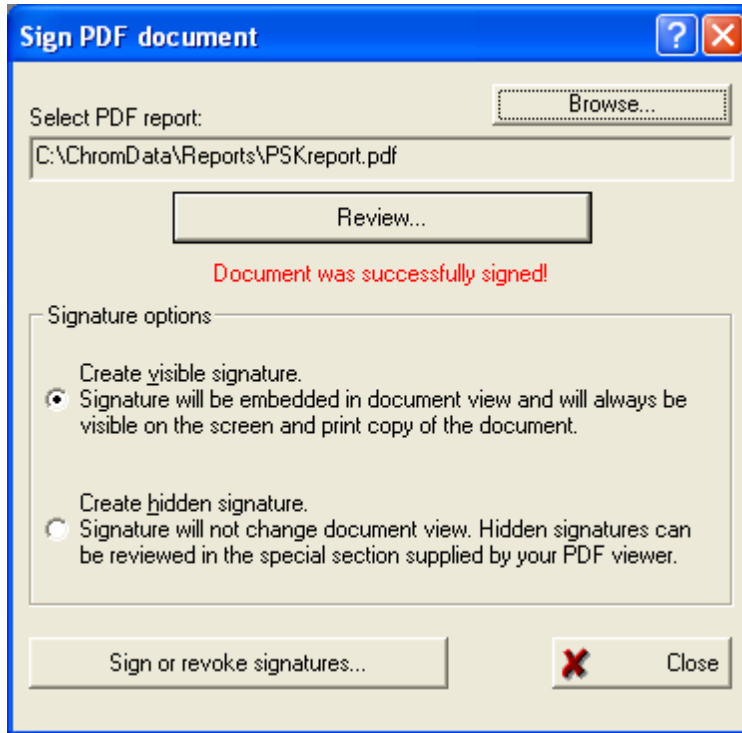 Sign PDF document
?
Browse...
Select PDF report:
C:\ChromData\Reports\PSKreport.pdf
Review...
Document was successfully signed!
Signature options
Create visible signature.
Signature will be embedded in document view and will always be
visible on the screen and print copy of the document.
Create hidden signature.
Signature will not change document view. Hidden signatures can
be reviewed in the special section supplied by your PDF viewer.
Sign or revoke signatures...
Close